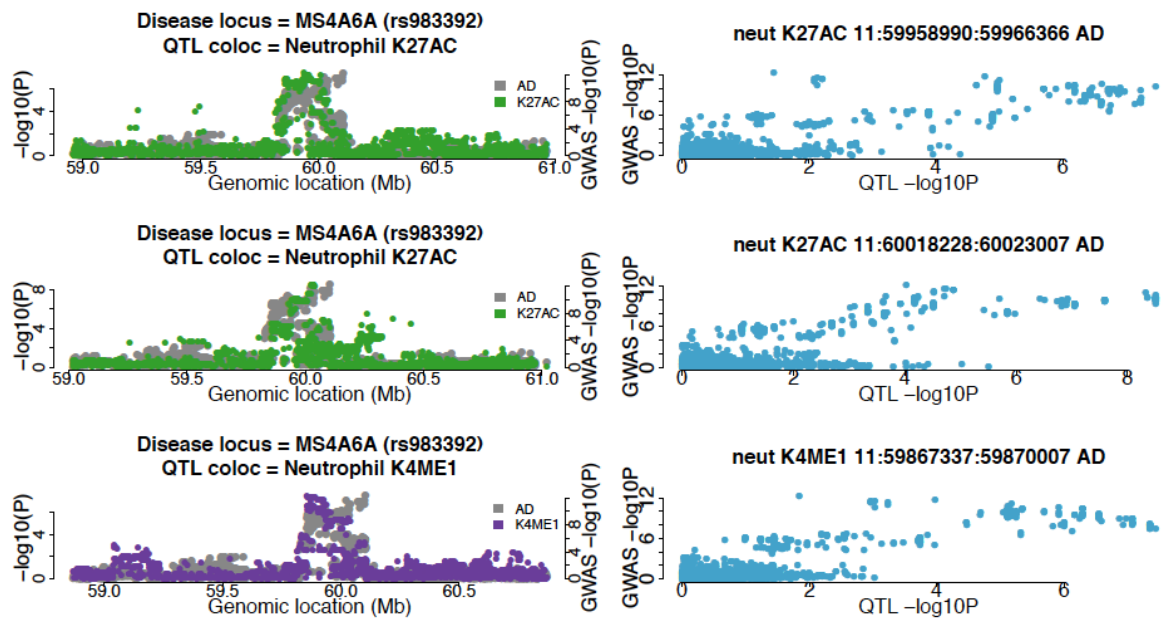 Disease locus = MS4A6A (rs983392)
QTL coloc = Neutrophil K27AC
−log10(P)
0 4
AD
K27AC
GWAS −log10(P)
0 4 8
59.0 59.5 60.0 60.5 61.0
Genomic location (Mb)
neut K27AC 11:59958990:59966366 AD
GWAS −log10P
0 6 12
0 2 4 6
QTL −log10P
Disease locus = MS4A6A (rs983392)
QTL coloc = Neutrophil K27AC
−log10(P)
0 4 8
AD
K27AC
GWAS −log10(P)
0 4 8
59.0 59.5 60.0 60.5 61.0
Genomic location (Mb)
neut K27AC 11:60018228:60023007 AD
GWAS −log10P
0 6 12
0 2 4 6 8
QTL −log10P
Disease locus = MS4A6A (rs983392)
QTL coloc = Neutrophil K4ME1
−log10(P)
0 4
AD
K4ME1
GWAS −log10(P)
0 4 8
59.0 59.5 60.0 60.5
Genomic location (Mb)
neut K4ME1 11:59867337:59870007 AD
GWAS −log10P
0 6 12
0 2 4 6
QTL −log10P